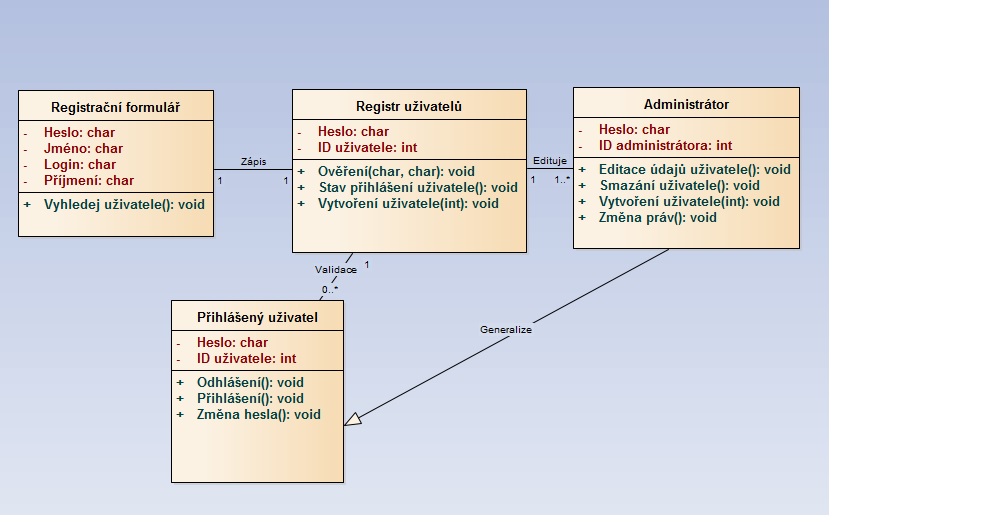 Registrační formulář
- Heslo: char
- Jméno: char
- Login: char
- Příjmení: char
+ Vyhledej uživatele(): void
Zápis
1
1
Registr uživatelů
- Heslo: char
- ID uživatele: int
+ Ověření(char, char): void
+ Stav přihlášení uživatele(): void
+ Vytvoření uživatele(int): void
Edituje
1
1..*
Administrátor
- Heslo: char
- ID administrátora: int
+ Editace údajů uživatele(): void
+ Smazání uživatele(): void
+ Vytvoření uživatele(int): void
+ Změna práv(): void
Validace
1
0..*
Přihlášený uživatel
- Heslo: char
- ID uživatele: int
+ Odhlášení(): void
+ Přihlášení(): void
+ Změna hesla(): void
Generalize